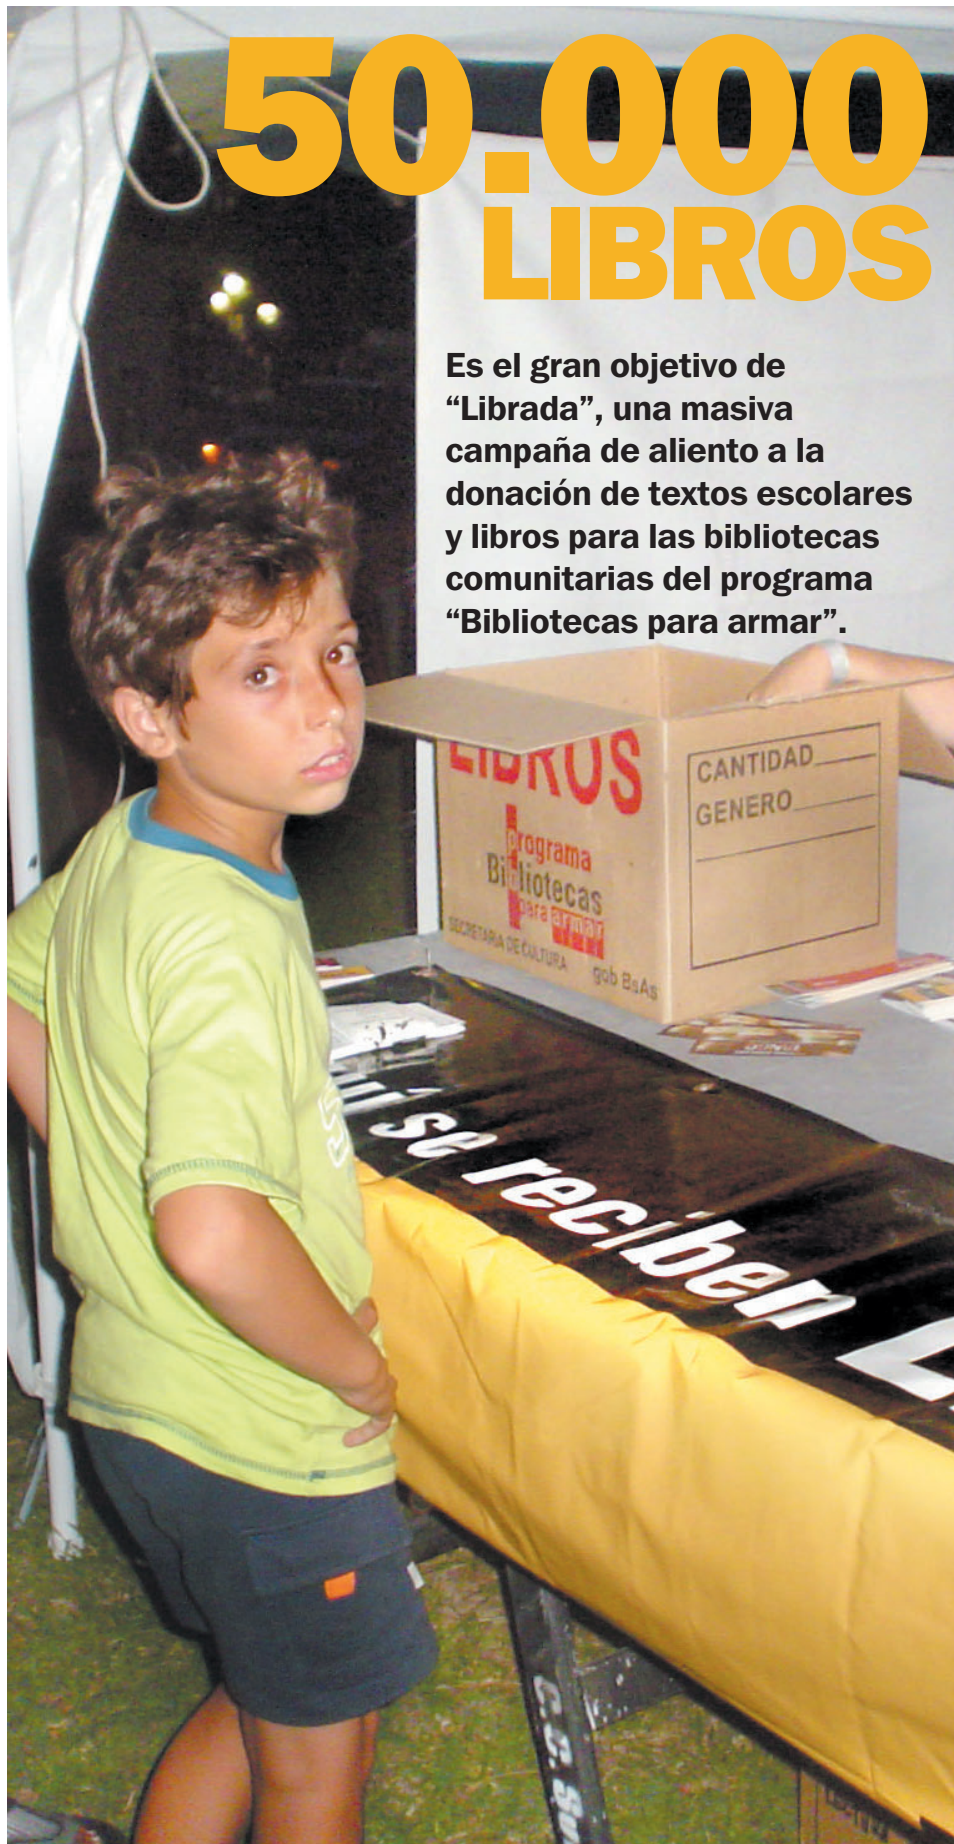 50.000
LIBROS
Es el gran objetivo de
“Librada”, una masiva
campaña de aliento a la
donación de textos escolares
y libros para las bibliotecas
comunitarias del programa
“Bibliotecas para armar”.
LIBROS
programa
Bibliotecas
para armar
SECRETARIA DE CULTURA
gob BsAs
CANTIDAD
GENERO
se reciben